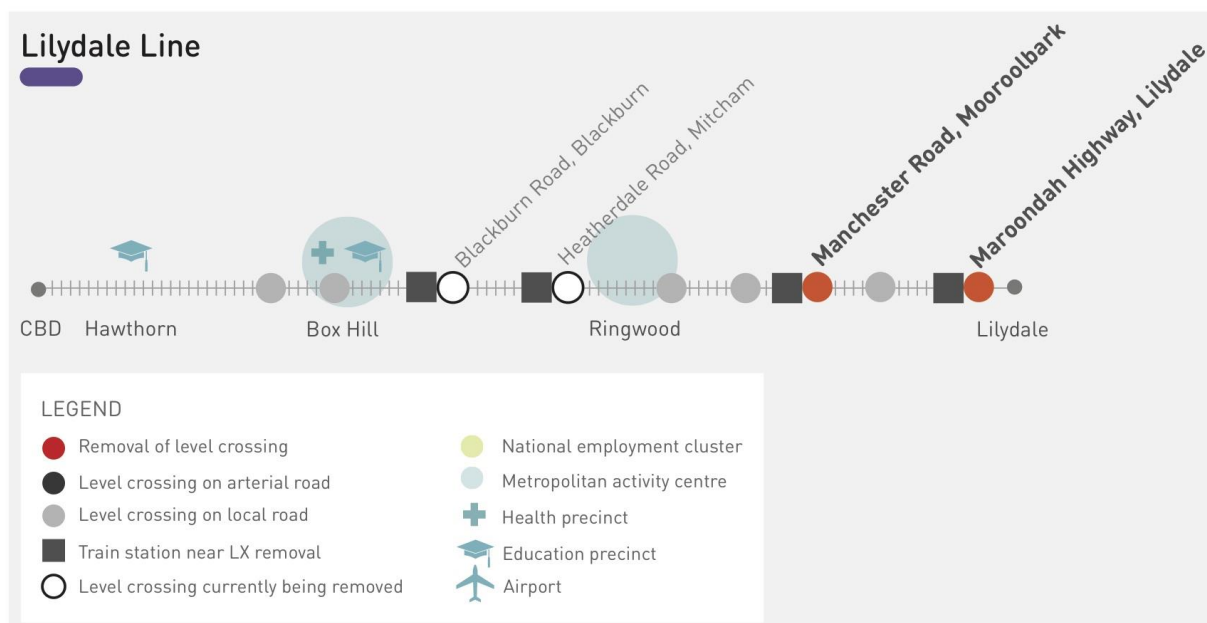 Lilydale Line
Blackburn Road, Blackburn
Heatherdale Road, Mitcham
Manchester Road, Mooroolbark
Maroondah Highway, Lilydale
CBD
Hawthorn
Box Hill
Ringwood
Lilydale
LEGEND
Removal of level crossing
Level crossing on arterial road
Level crossing on local road
Train station near LX removal
Level crossing currently being removed
National employment cluster
Metropolitan activity centre
Health precinct
Education precinct
Airport